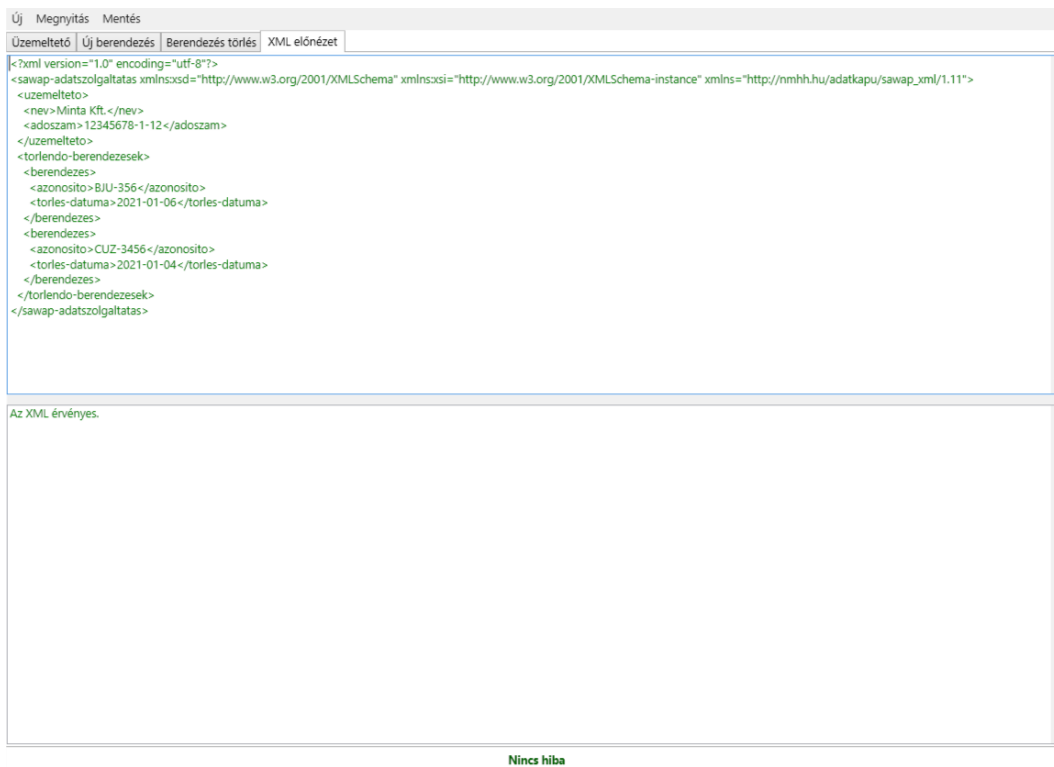 Új Megnyitás Mentés
Üzemeltető Új berendezés Berendezés törlés XML előnézet
<?xml version="1.0" encoding="utf-8"?>
<sawap-adatszolgaltatas xmlns:xsd="http://www.w3.org/2001/XMLSchema" xmlns:xsi="http://www.w3.org/2001/XMLSchema-instance" xmlns="http://nmhh.hu/adatkapu/sawap_xml/1.11">
<uzemelteto>
<nev>Minta Kft.</nev>
<adoszam>12345678-1-12</adoszam>
</uzemelteto>
<torlendo-berendezesek>
<berendezes>
<azonosito>BJU-356</azonosito>
<torles-datuma>2021-01-06</torles-datuma>
</berendezes>
<berendezes>
<azonosito>CUZ-3456</azonosito>
<torles-datuma>2021-01-04</torles-datuma>
</berendezes>
</torlendo-berendezesek>
</sawap-adatszolgaltatas>
Az XML érvényes.
Nincs hiba